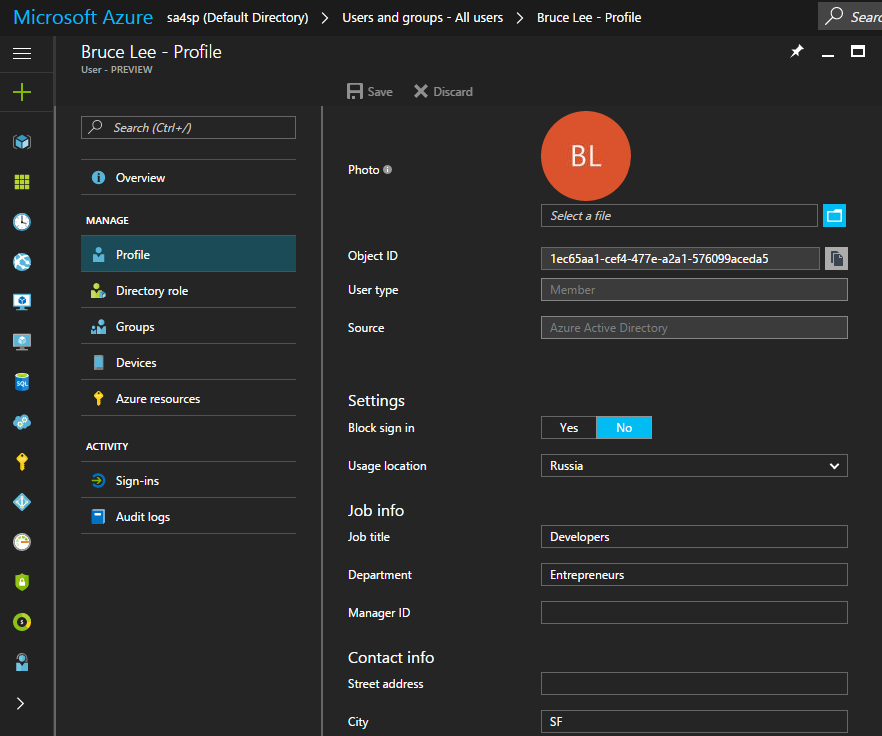 Microsoft Azure sa4sp (Default Directory) > Users and groups - All users > Bruce Lee - Profile
Bruce Lee - Profile
User - PREVIEW
Save Discard
Search (Ctrl+/)
Overview
MANAGE
Profile
Directory role
Groups
Devices
Azure resources
ACTIVITY
Sign-ins
Audit logs
Photo
BL
Select a file
Object ID 1ec65aa1-cef4-477e-a2a1-576099aceda5
User type Member
Source Azure Active Directory
Settings
Block sign in Yes No
Usage location Russia
Job info
Job title Developers
Department Entrepreneurs
Manager ID
Contact info
Street address
City SF
SQL